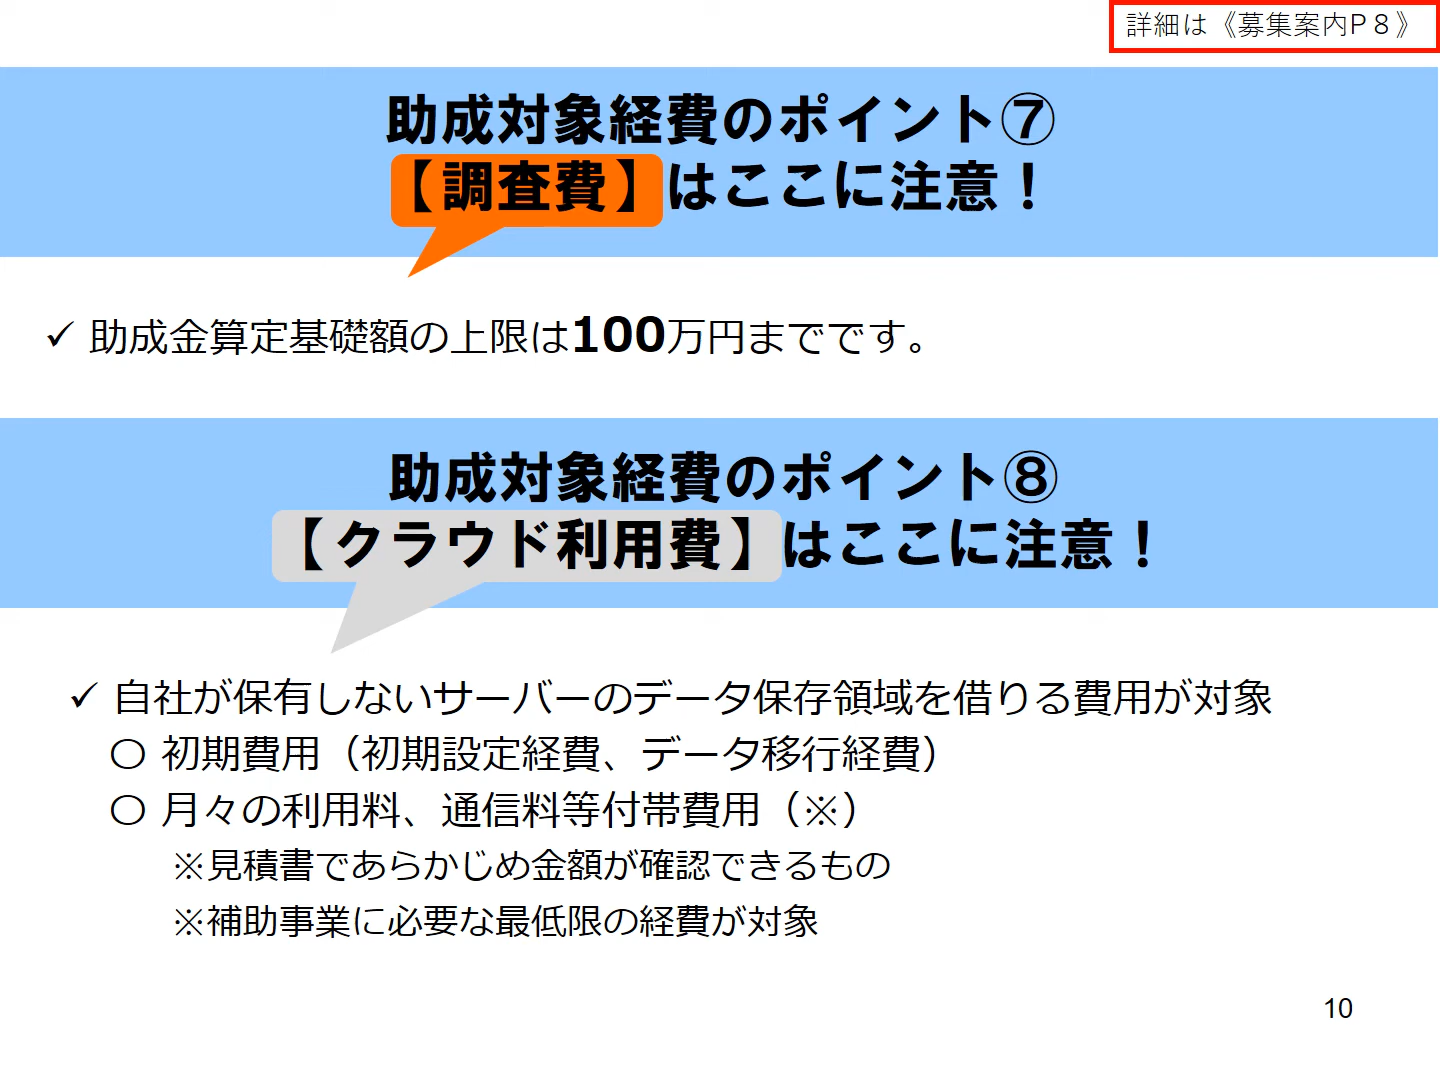 詳細は《募集案内P８》
助成対象経費のポイント⑦
【調査費】はここに注意！
✓ 助成金算定基礎額の上限は100万円までです。
助成対象経費のポイント⑧
【クラウド利用費】はここに注意！
✓ 自社が保有しないサーバーのデータ保存領域を借りる費用が対象
〇 初期費用（初期設定経費、データ移行経費）
〇 月々の利用料、通信料等付帯費用（※）
※見積書であらかじめ金額が確認できるもの
※補助事業に必要な最低限の経費が対象
10